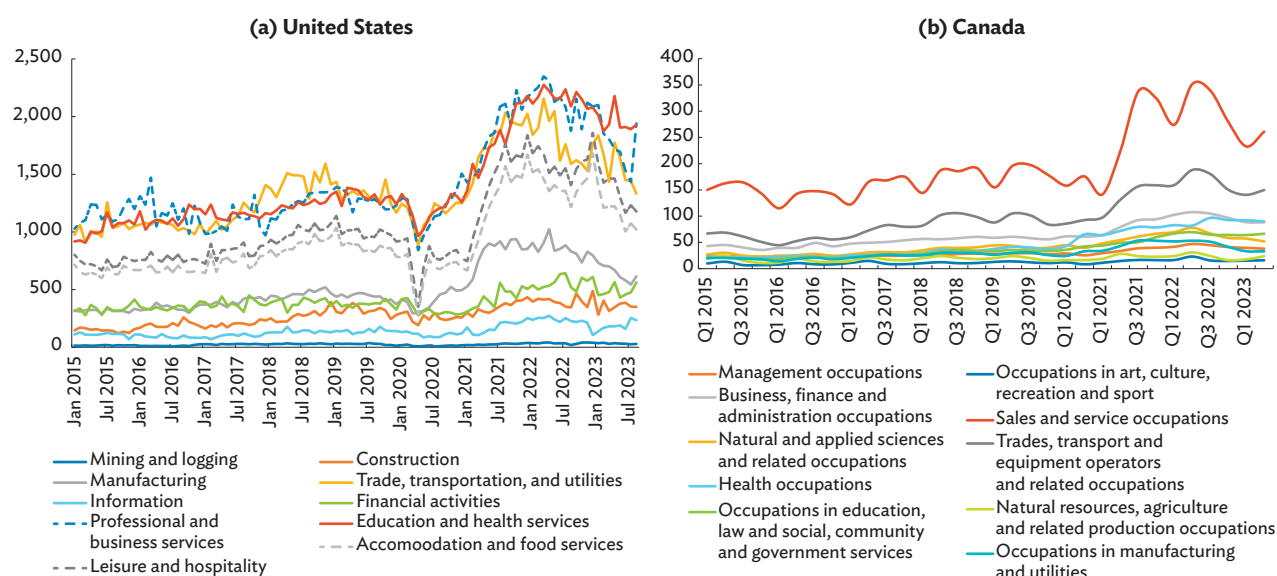 (a) United States
2,500
2,000
1,500
1,000
500
0
Jan 2015
Jul 2015
Jan 2016
Jul 2016
Jan 2017
Jul 2017
Jan 2018
Jul 2018
Jan 2019
Jul 2019
Jan 2020
Jul 2020
Jan 2021
Jul 2021
Jan 2022
Jul 2022
Jan 2023
Jul 2023
Mining and logging
Manufacturing
Information
Professional and
business services
Leisure and hospitality
Construction
Trade, transportation, and utilities
Financial activities
Education and health services
Accomoodation and food services
(b) Canada
400
350
300
250
200
150
100
50
0
Q1 2015
Q3 2015
Q1 2016
Q3 2016
Q1 2017
Q3 2017
Q1 2018
Q3 2018
Q1 2019
Q3 2019
Q1 2020
Q1 2021
Q3 2021
Q1 2022
Q3 2022
Q1 2023
Management occupations
Business, finance and
administration occupations
Natural and applied sciences
and related occupations
Health occupations
Occupations in education,
law and social, community
and government services
Occupations in art, culture,
recreation and sport
Sales and service occupations
Trades, transport and
equipment operators
and related occupations
Natural resources, agriculture
and related production occupations
Occupations in manufacturing
and utilities